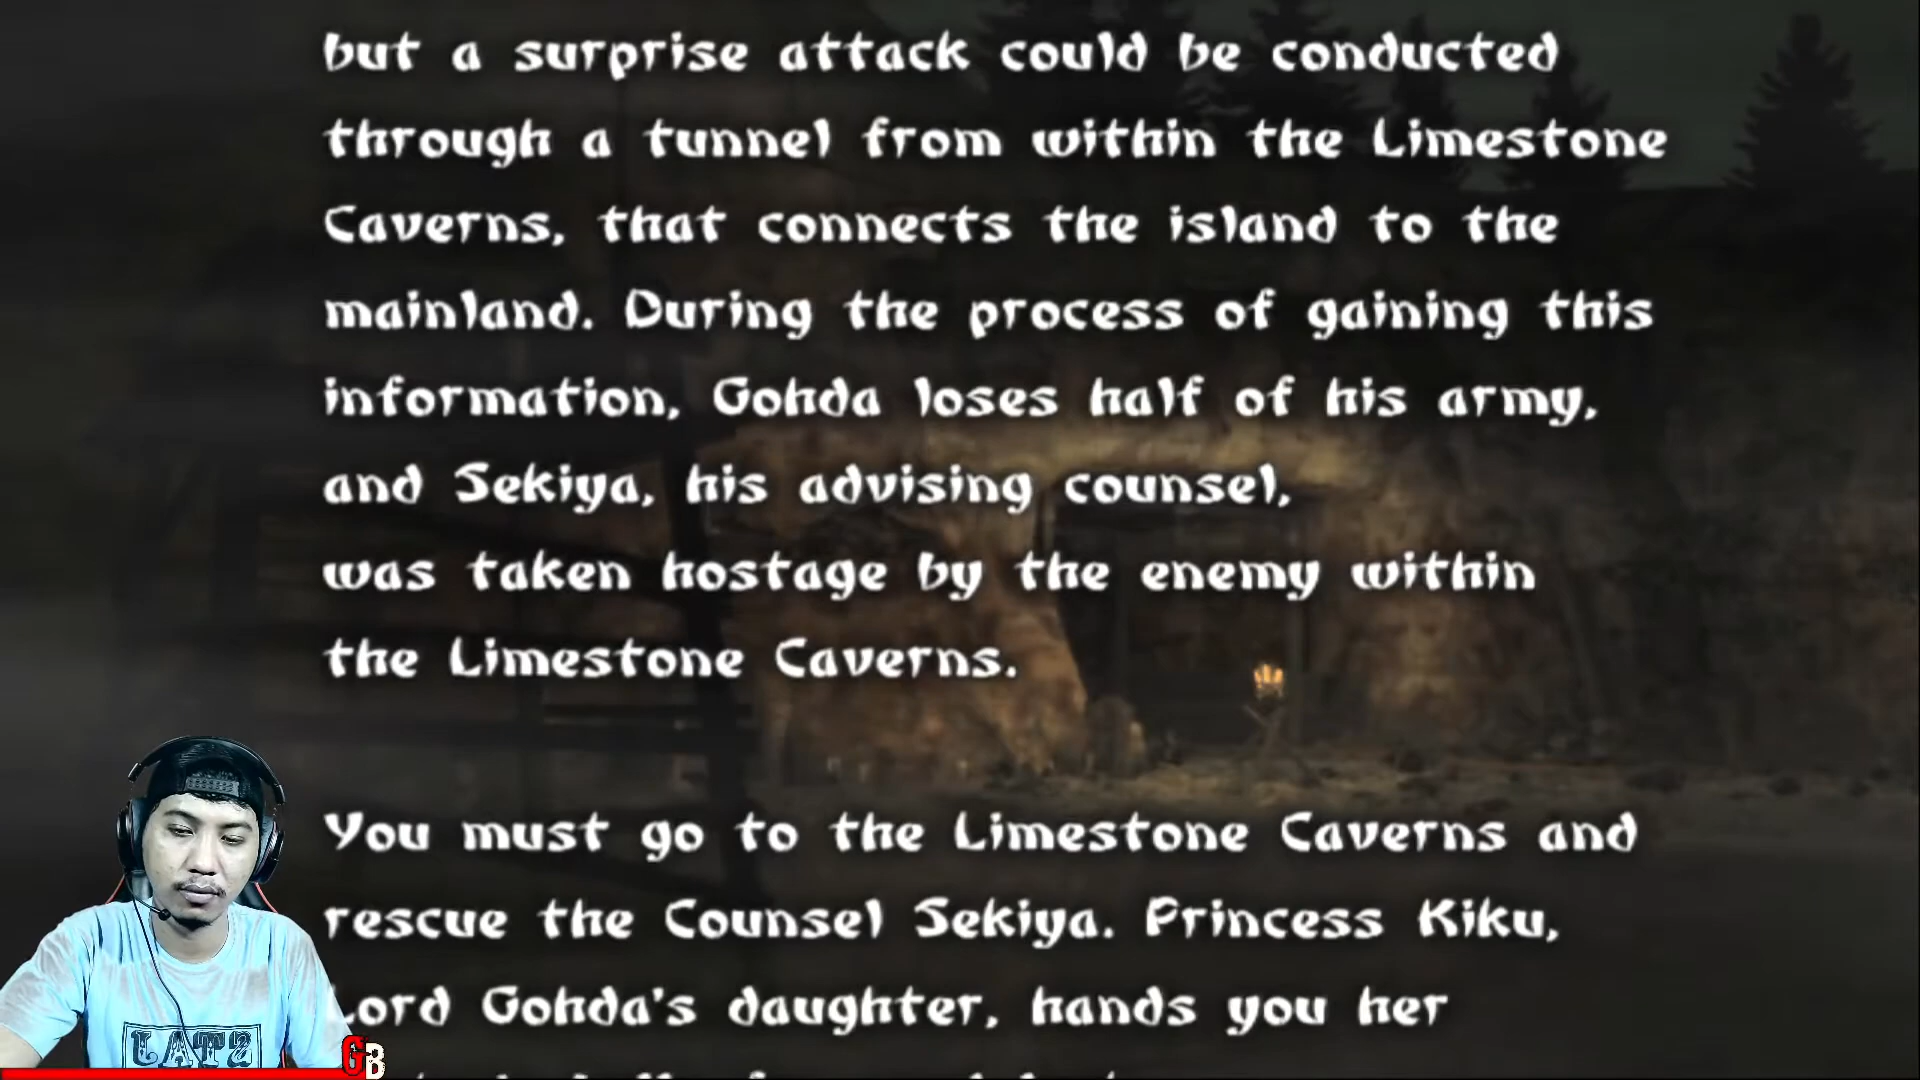 but a surprise attack could be conducted
through a tunnel from within the Limestone
Caverns, that connects the island to the
mainland. During the process of gaining this
information, Gohda loses half of his army,
and Sekiya, his advising counsel,
was taken hostage by the enemy within
the Limestone Caverns.
You must go to the Limestone Caverns and
rescue the Counsel Sekiya. Princess Kiku,
Lord Gohda's daughter, hands you her
LATS
GB